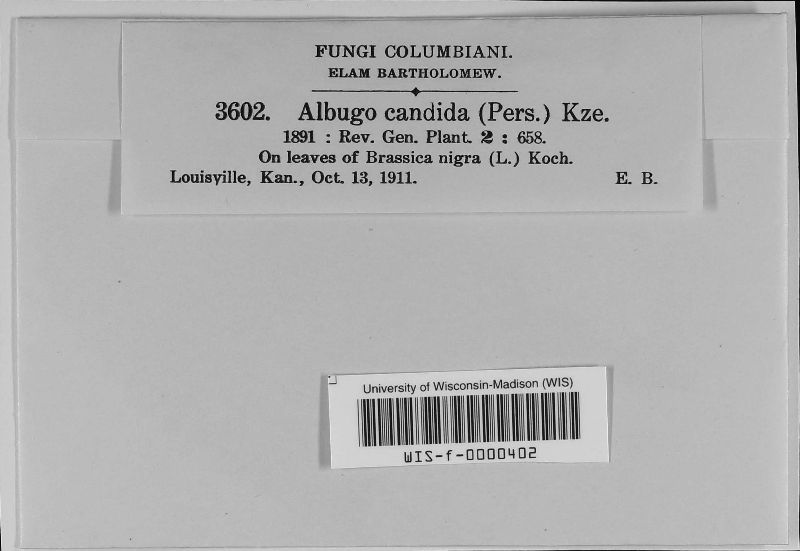 FUNGI COLUMBIANI.
ELAM BARTHOLOMEW.
3602. Albugo candida (Pers.) Kze.
1891 : Rev. Gen. Plant. 2 : 658.
On leaves of Brassica nigra (L.) Koch.
Louisville, Kan., Oct. 13, 1911. E. B.
University of Wisconsin-Madison (WIS)
WIS-f-0000402